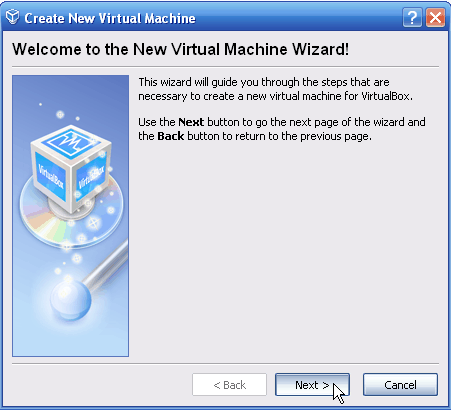 Create New Virtual Machine
Welcome to the New Virtual Machine Wizard!
This wizard will guide you through the steps that are
necessary to create a new virtual machine for VirtualBox.
Use the Next button to go the next page of the wizard and
the Back button to return to the previous page.
VirtualBox
VirtualBox
< Back
Next >
Cancel